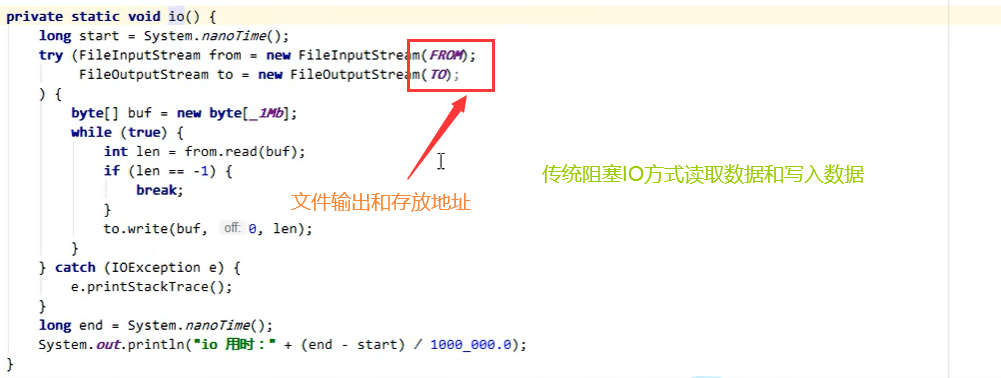 private static void io() {
long start = System.nanoTime();
try (FileInputStream from = new FileInputStream(FROM);
FileOutputStream to = new FileOutputStream(TO);
) {
byte[] buf = new byte[_1Mb];
while (true) {
int len = from.read(buf);
if (len == -1) {
break;
}
to.write(buf, off: 0, len);
}
} catch (IOException e) {
e.printStackTrace();
}
long end = System.nanoTime();
System.out.println("io 用时：" + (end - start) / 1000_000.0);
}
文件输出和存放地址
传统阻塞IO方式读取数据和写入数据